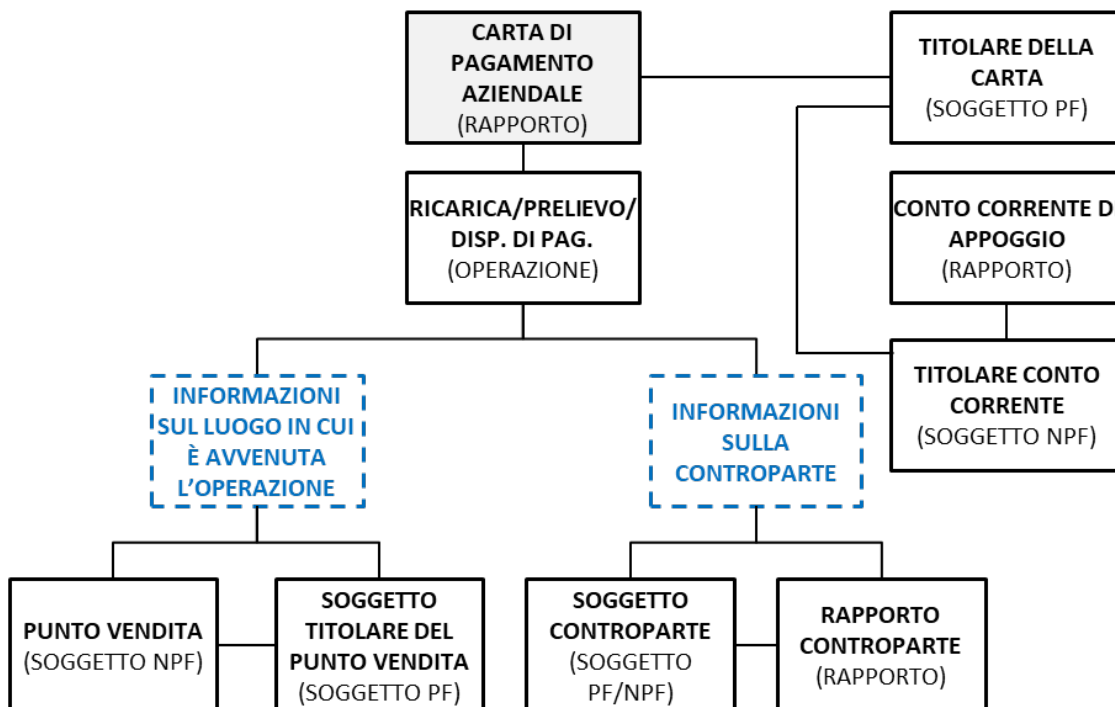 CARTA DI
PAGAMENTO
AZIENDALE
(RAPPORTO)
TITOLARE DELLA
CARTA
(SOGGETTO PF)
RICARICA/PRELIEVO/
DISP. DI PAG.
(OPERAZIONE)
CONTO CORRENTE DI
APPOGGIO
(RAPPORTO)
TITOLARE CONTO
CORRENTE
(SOGGETTO NPF)
INFORMAZIONI
SUL LUOGO IN CUI
È AVVENUTA
L'OPERAZIONE
INFORMAZIONI
SULLA
CONTROPARTE
PUNTO VENDITA
(SOGGETTO NPF)
SOGGETTO
TITOLARE DEL
PUNTO VENDITA
(SOGGETTO PF)
SOGGETTO
CONTROPARTE
(SOGGETTO
PF/NPF)
RAPPORTO
CONTROPARTE
(RAPPORTO)